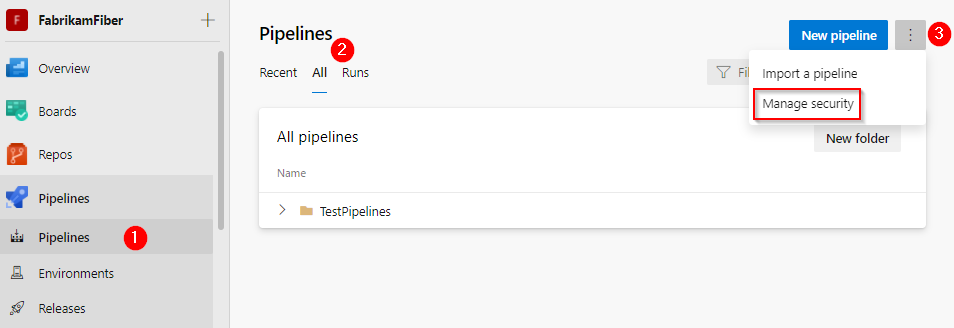 F FabrikamFiber +
Overview
Boards
Repos
Pipelines
Pipelines 1
Environments
Releases
Pipelines
2
New pipeline
3
Recent All Runs
Fil
Import a pipeline
Manage security
All pipelines
New folder
Name
TestPipelines